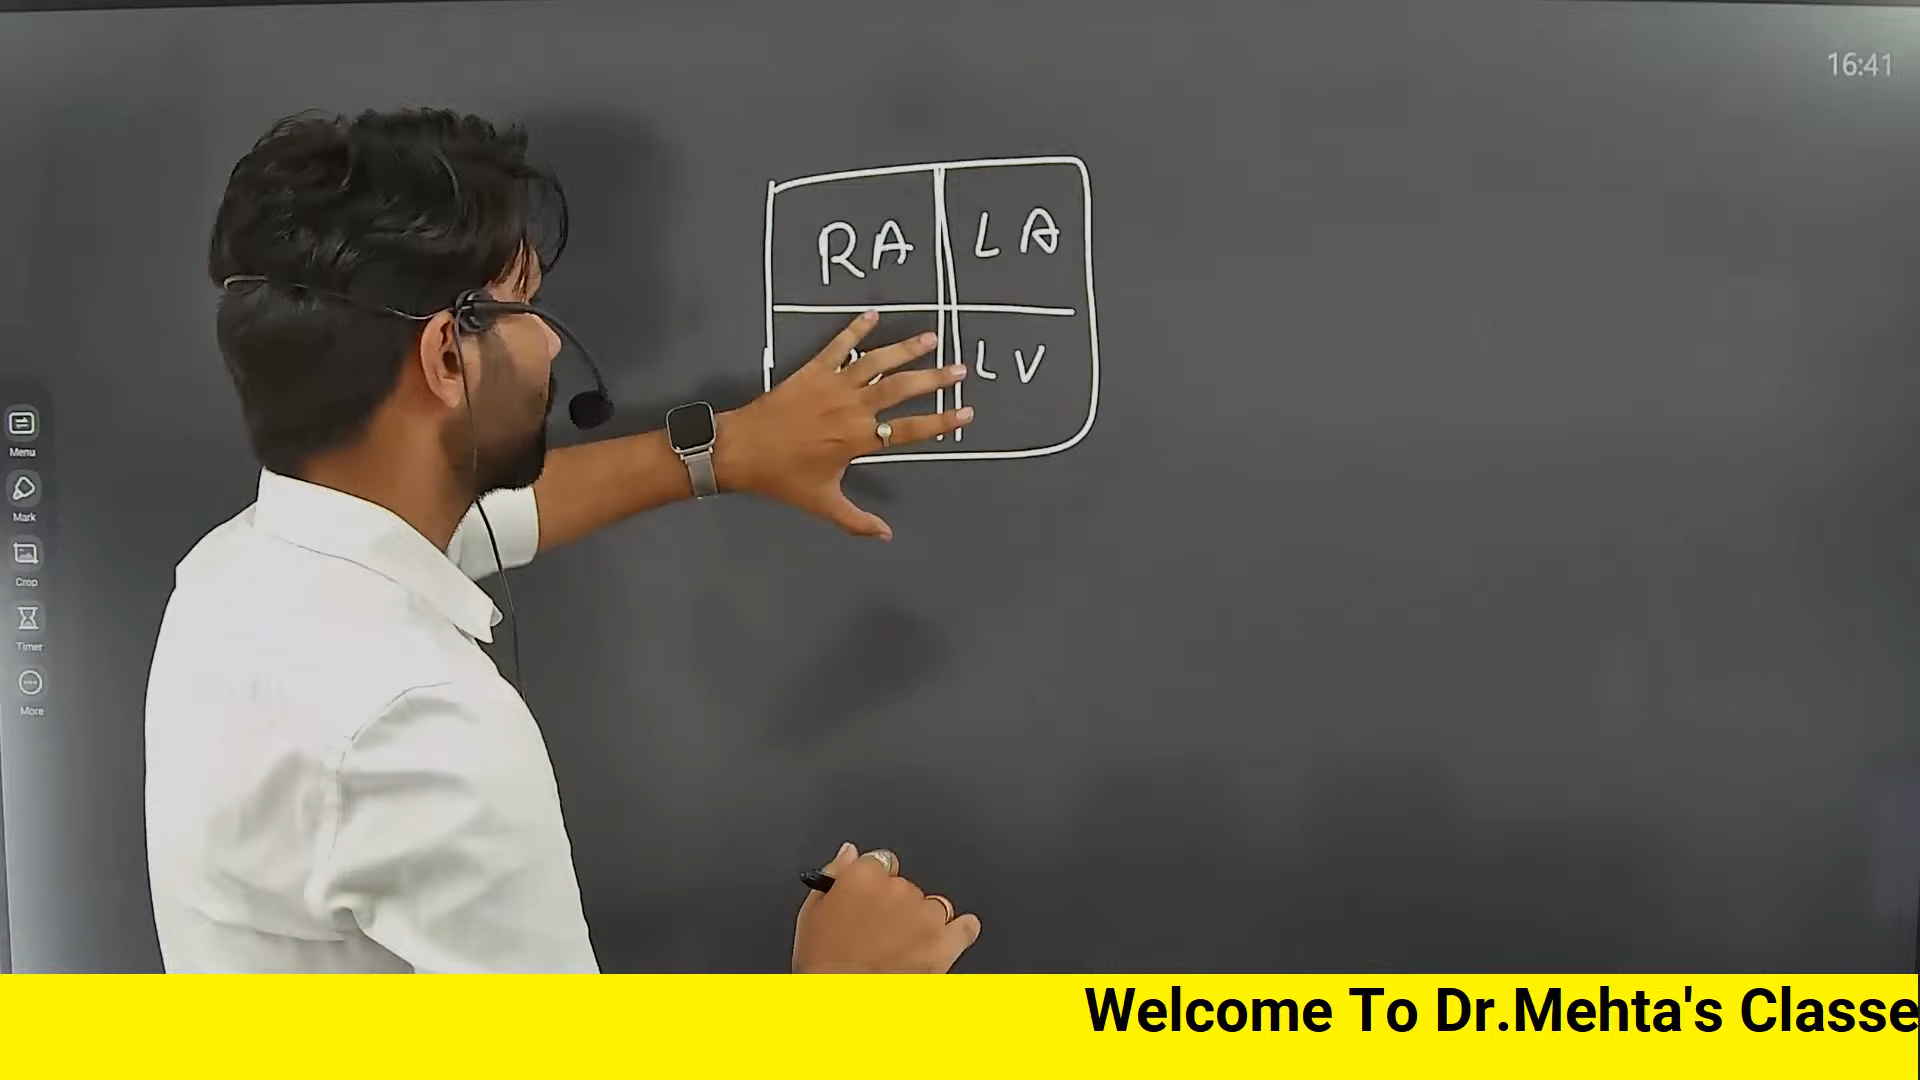 16:41
RA LA
LV
Menu
Mark
Crop
Timer
More
Welcome To Dr.Mehta's Classe